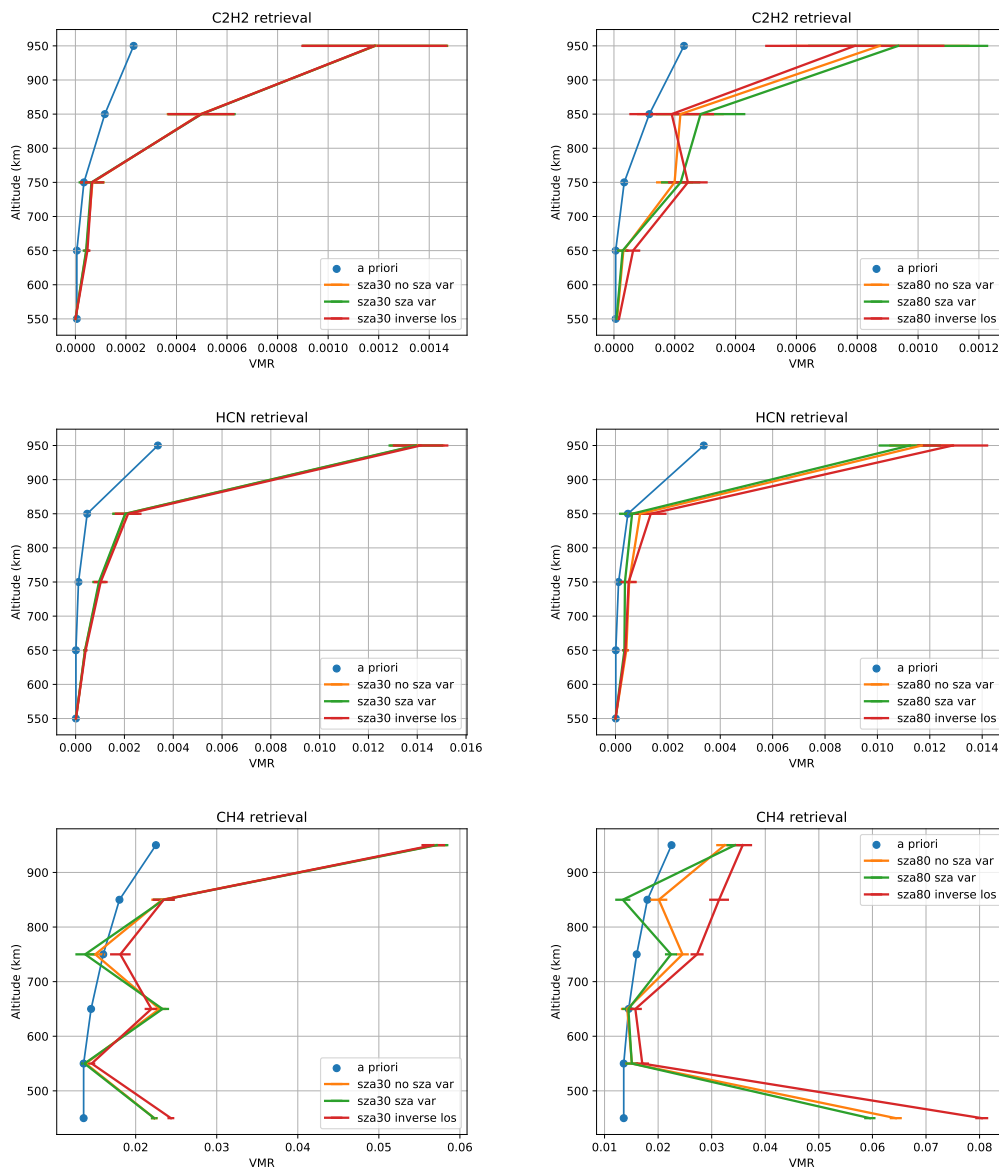 C2H2 retrieval
Altitude (km)
950
900
850
800
750
700
650
600
550
a priori
sza30 no sza var
sza30 sza var
sza30 inverse los
0.0000 0.0002 0.0004 0.0006 0.0008 0.0010 0.0012 0.0014
VMR
C2H2 retrieval
Altitude (km)
950
900
850
800
750
700
650
600
550
a priori
sza80 no sza var
sza80 sza var
sza80 inverse los
0.0000 0.0002 0.0004 0.0006 0.0008 0.0010 0.0012
VMR
HCN retrieval
Altitude (km)
950
900
850
800
750
700
650
600
550
a priori
sza30 no sza var
sza30 sza var
sza30 inverse los
0.000 0.002 0.004 0.006 0.008 0.010 0.012 0.014 0.016
VMR
HCN retrieval
Altitude (km)
950
900
850
800
750
700
650
600
550
a priori
sza80 no sza var
sza80 sza var
sza80 inverse los
0.000 0.002 0.004 0.006 0.008 0.010 0.012 0.014
VMR
CH4 retrieval
Altitude (km)
900
800
700
600
500
a priori
sza30 no sza var
sza30 sza var
sza30 inverse los
0.02 0.03 0.04 0.05 0.06
VMR
CH4 retrieval
a priori
sza80 no sza var
sza80 sza var
sza80 inverse los
Altitude (km)
900
800
700
600
500
0.01 0.02 0.03 0.04 0.05 0.06 0.07 0.08
VMR